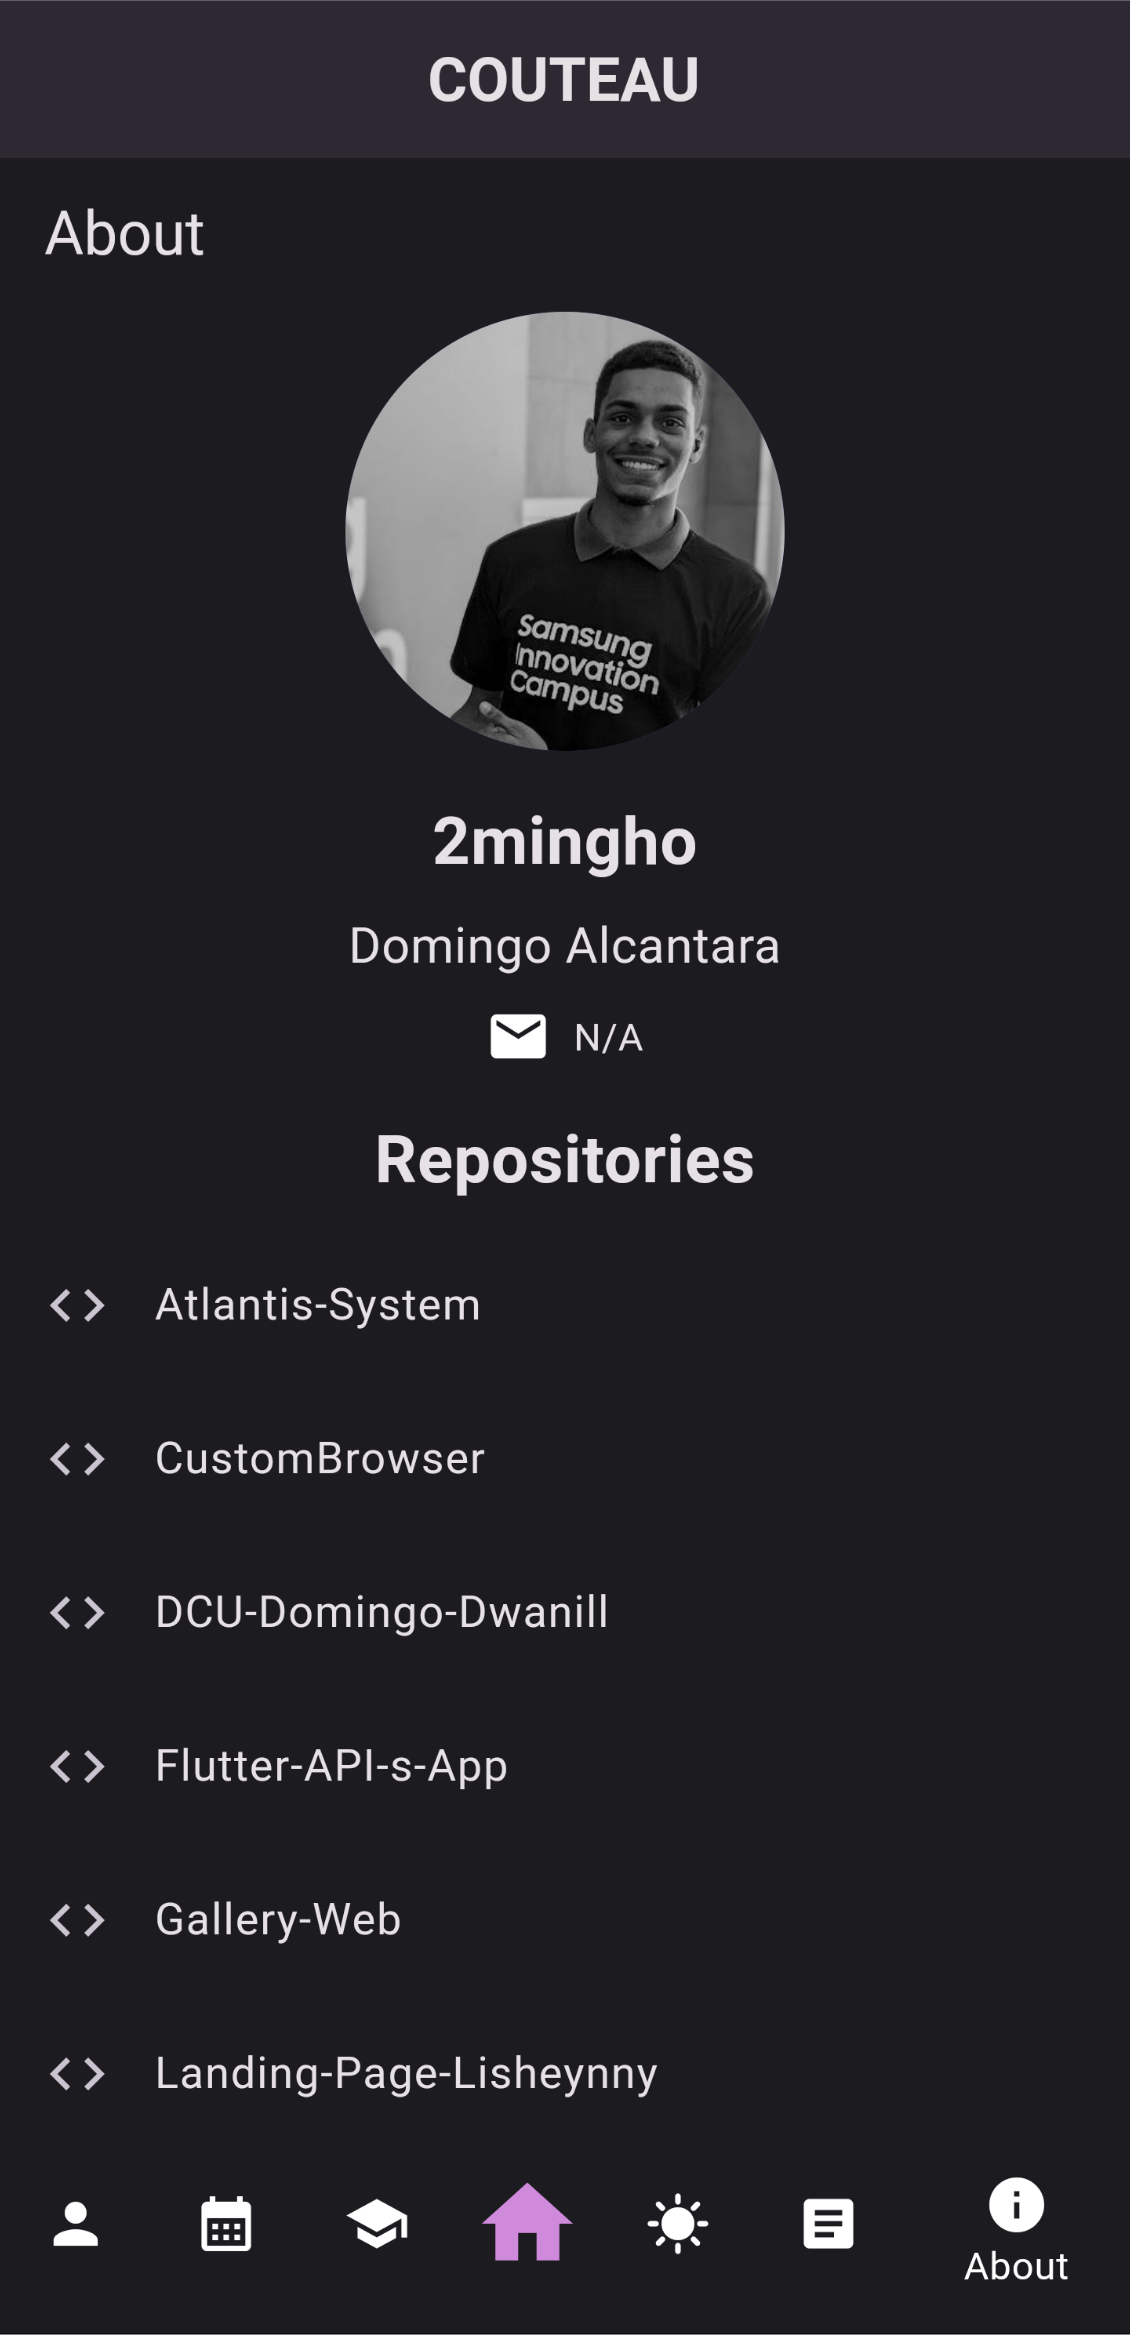 COUTEAU
About
Samsung
Innovation
Campus
2mingho
Domingo Alcantara
N/A
Repositories
Atlantis-System
CustomBrowser
DCU-Domingo-Dwanill
Flutter-API-s-App
Gallery-Web
Landing-Page-Lisheynny
About